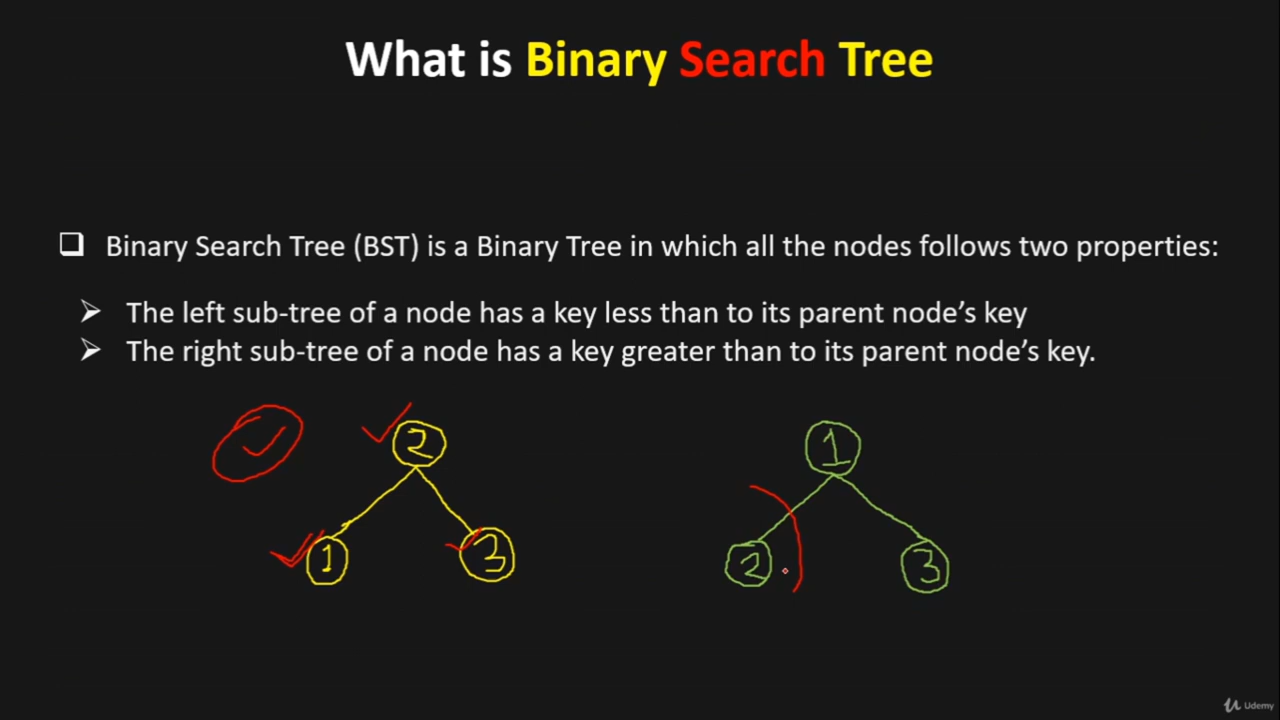 What is Binary Search Tree
Binary Search Tree (BST) is a Binary Tree in which all the nodes follows two properties:
The left sub-tree of a node has a key less than to its parent node’s key
The right sub-tree of a node has a key greater than to its parent node’s key.
2
1
1
3
2
3
Udemy